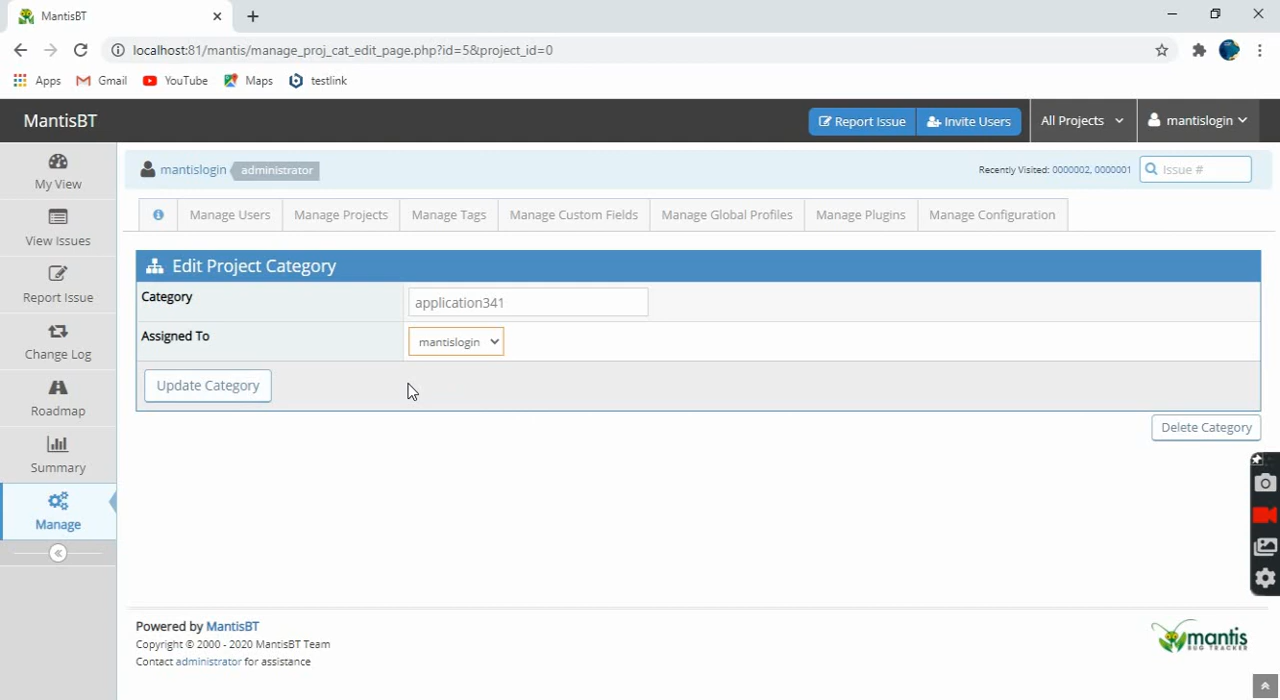 MantisBT
localhost:81/mantis/manage_proj_cat_edit_page.php?id=5&project_id=0
Apps Gmail YouTube Maps testlink
MantisBT Report Issue Invite Users All Projects mantislogin
mantislogin administrator Recently Visited: 0000002, 0000001 Issue #
My View
View Issues
Report Issue
Change Log
Roadmap
Summary
Manage
Manage Users Manage Projects Manage Tags Manage Custom Fields Manage Global Profiles Manage Plugins Manage Configuration
Edit Project Category
Category application341
Assigned To mantislogin
Update Category
Delete Category
Powered by MantisBT
Copyright © 2000 - 2020 MantisBT Team
Contact administrator for assistance
mantis
BUG TRACKER